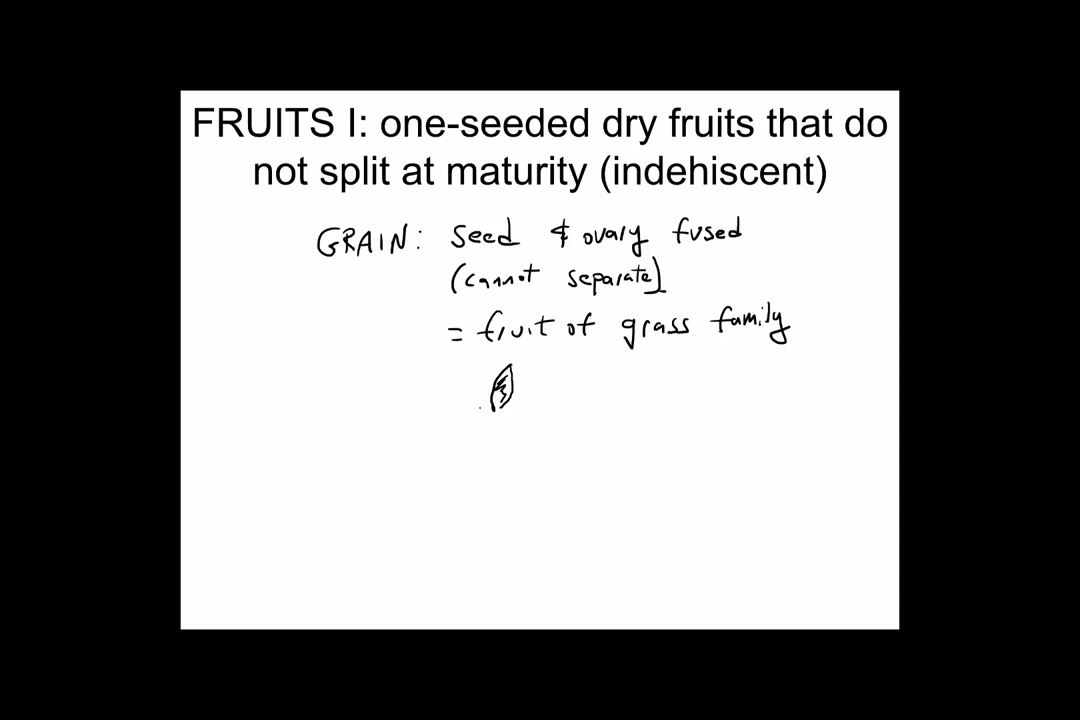 FRUITS I: one-seeded dry fruits that do
not split at maturity (indehiscent)
GRAIN: seed & ovary fused
(cannot separate)
= fruit of grass family